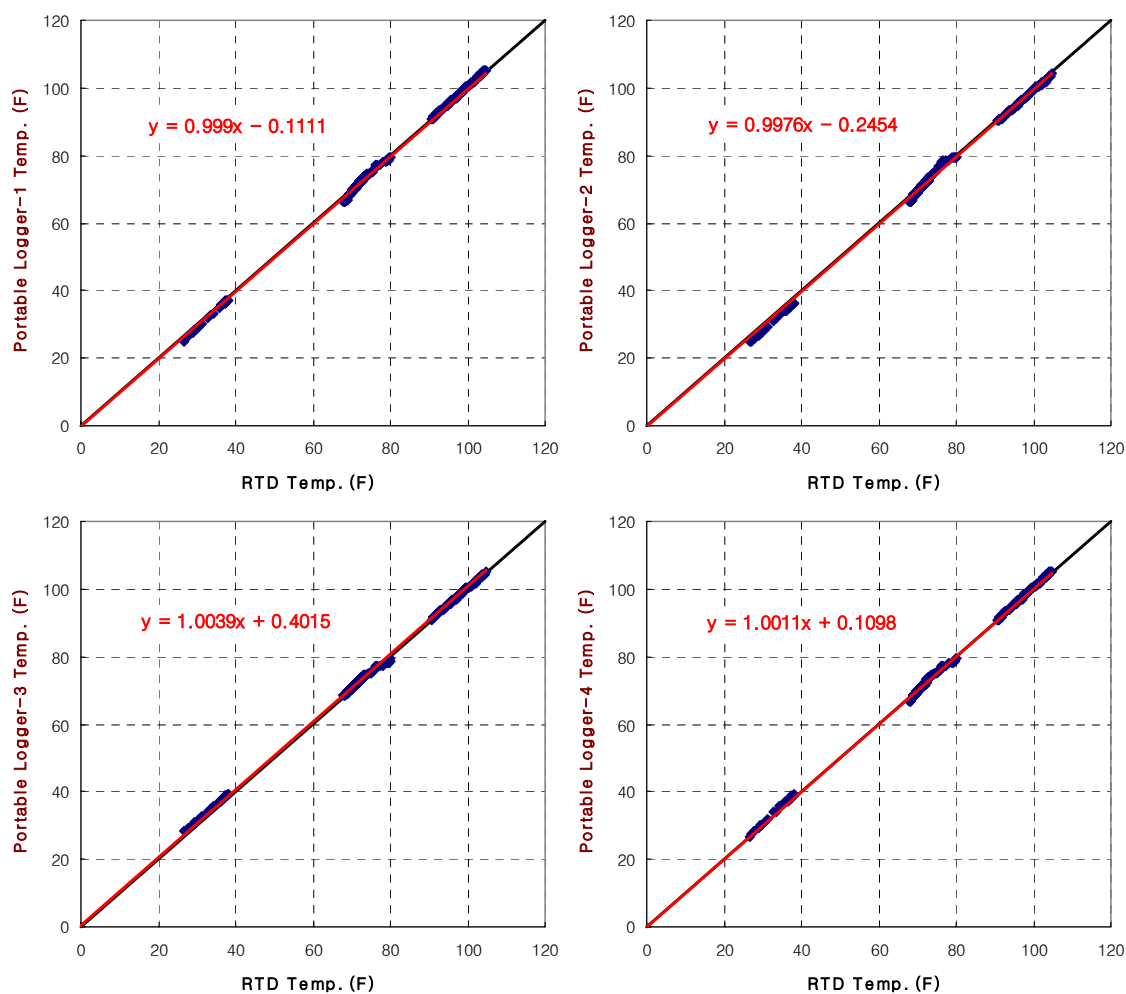 120
100
80
60
40
20
0
0 20 40 60 80 100 120
Portable Logger-1 Temp. (F)
RTD Temp. (F)
y = 0.999x - 0.1111
120
100
80
60
40
20
0
0 20 40 60 80 100 120
Portable Logger-2 Temp. (F)
RTD Temp. (F)
y = 0.9976x - 0.2454
120
100
80
60
40
20
0
0 20 40 60 80 100 120
Portable Logger-3 Temp. (F)
RTD Temp. (F)
y = 1.0039x + 0.4015
120
100
80
60
40
20
0
0 20 40 60 80 100 120
Portable Logger-4 Temp. (F)
RTD Temp. (F)
y = 1.0011x + 0.1098